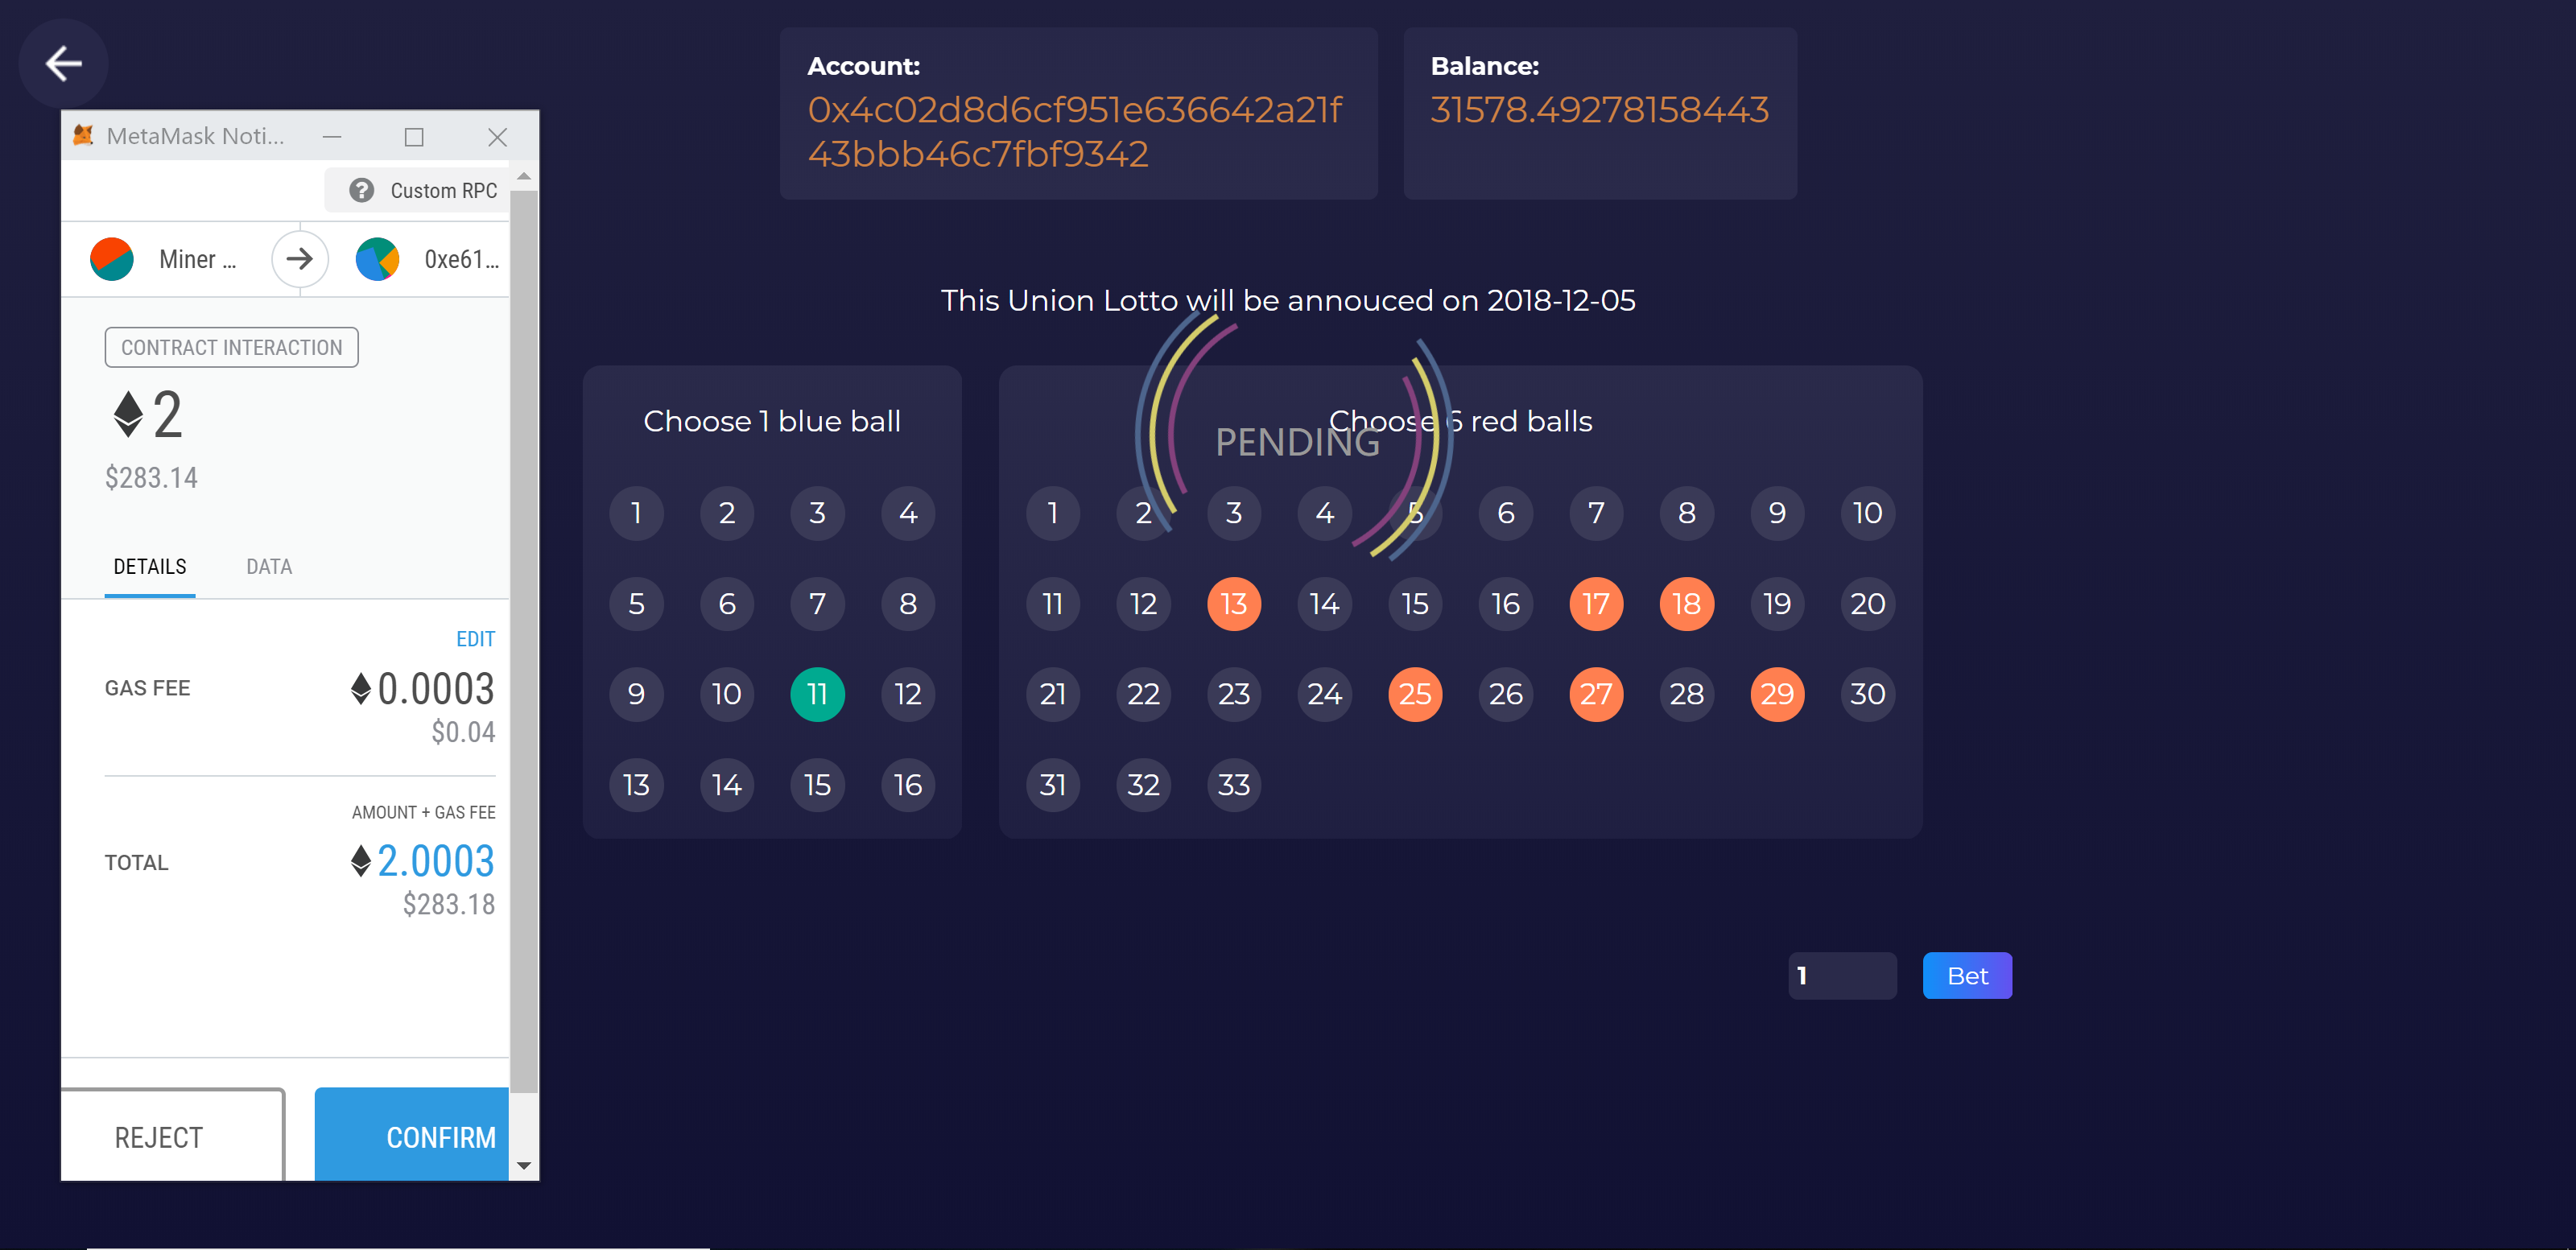 Account:
0x4c02d8d6cf951e636642a21f
43bbb46c7fbf9342
Balance:
31578.49278158443
MetaMask Noti...
Custom RPC
Miner ...
0xe61...
CONTRACT INTERACTION
2
$283.14
DETAILS DATA
EDIT
GAS FEE 0.0003
$0.04
AMOUNT + GAS FEE
TOTAL 2.0003
$283.18
REJECT CONFIRM
This Union Lotto will be annouced on 2018-12-05
Choose 1 blue ball
1 2 3 4
5 6 7 8
9 10 11 12
13 14 15 16
Choose 6 red balls
PENDING
1 2 3 4 5 6 7 8 9 10
11 12 13 14 15 16 17 18 19 20
21 22 23 24 25 26 27 28 29 30
31 32 33
1 Bet